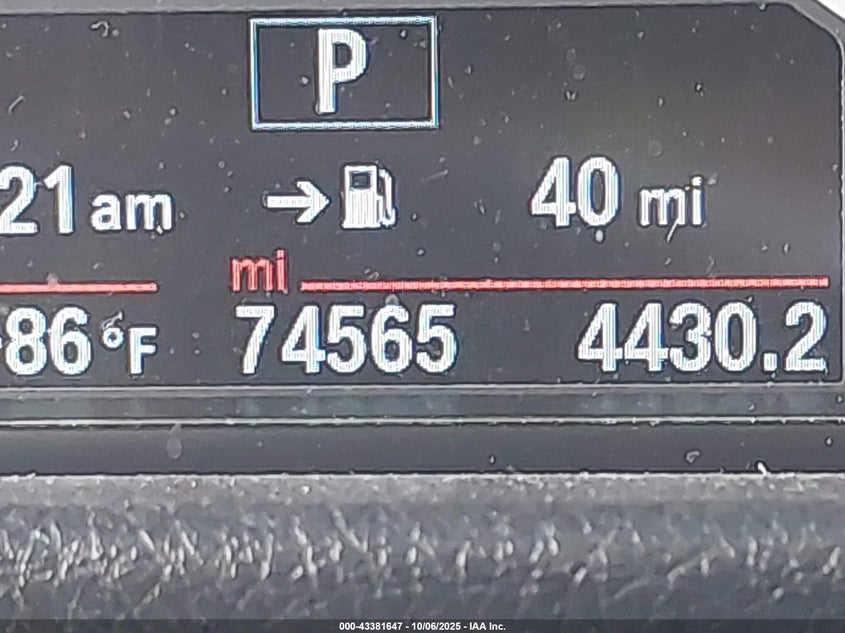 P
21 am → 40 mi
mi
-86 °F 74565 4430.2
000-43381647 - 10/06/2025 - IAA Inc.